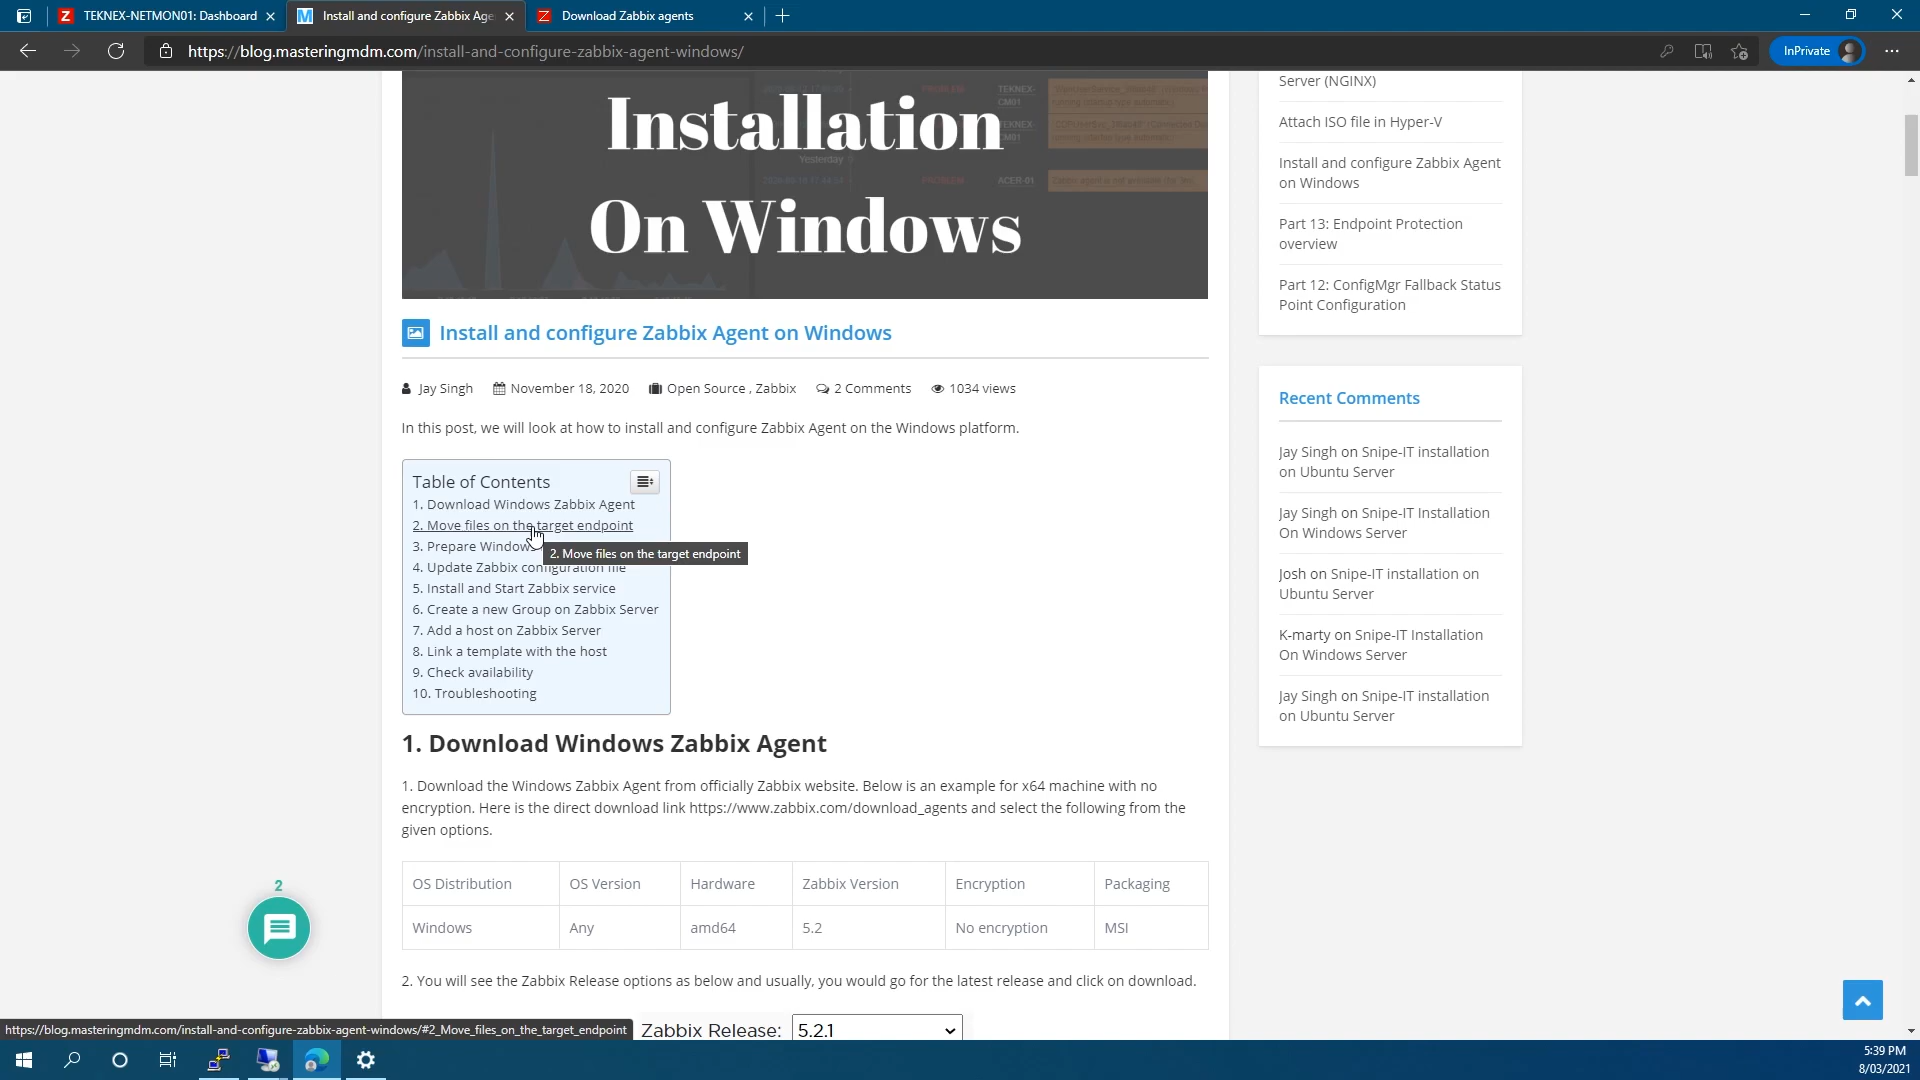 TEKNEX-NETMON01: Dashboard
Install and configure Zabbix Age
Download Zabbix agents
https://blog.masteringmdm.com/install-and-configure-zabbix-agent-windows/
InPrivate
Installation
On Windows
Yesterday
PROBLEM
TEKNEX-
CM01
PROBLEM
ACER-01
Install and configure Zabbix Agent on Windows
Jay Singh
November 18, 2020
Open Source , Zabbix
2 Comments
1034 views
In this post, we will look at how to install and configure Zabbix Agent on the Windows platform.
Table of Contents
1. Download Windows Zabbix Agent
2. Move files on the target endpoint
3. Prepare Window
2. Move files on the target endpoint
4. Update Zabbix configuration file
5. Install and Start Zabbix service
6. Create a new Group on Zabbix Server
7. Add a host on Zabbix Server
8. Link a template with the host
9. Check availability
10. Troubleshooting
1. Download Windows Zabbix Agent
1. Download the Windows Zabbix Agent from officially Zabbix website. Below is an example for x64 machine with no
encryption. Here is the direct download link https://www.zabbix.com/download_agents and select the following from the
given options.
OS Distribution OS Version Hardware Zabbix Version Encryption Packaging
Windows Any amd64 5.2 No encryption MSI
2. You will see the Zabbix Release options as below and usually, you would go for the latest release and click on download.
Zabbix Release: 5.2.1
Server (NGINX)
Attach ISO file in Hyper-V
Install and configure Zabbix Agent
on Windows
Part 13: Endpoint Protection
overview
Part 12: ConfigMgr Fallback Status
Point Configuration
Recent Comments
Jay Singh on Snipe-IT installation
on Ubuntu Server
Jay Singh on Snipe-IT Installation
On Windows Server
Josh on Snipe-IT installation on
Ubuntu Server
K-marty on Snipe-IT Installation
On Windows Server
Jay Singh on Snipe-IT installation
on Ubuntu Server
2
https://blog.masteringmdm.com/install-and-configure-zabbix-agent-windows/#2_Move_files_on_the_target_endpoint
5:39 PM
8/03/2021